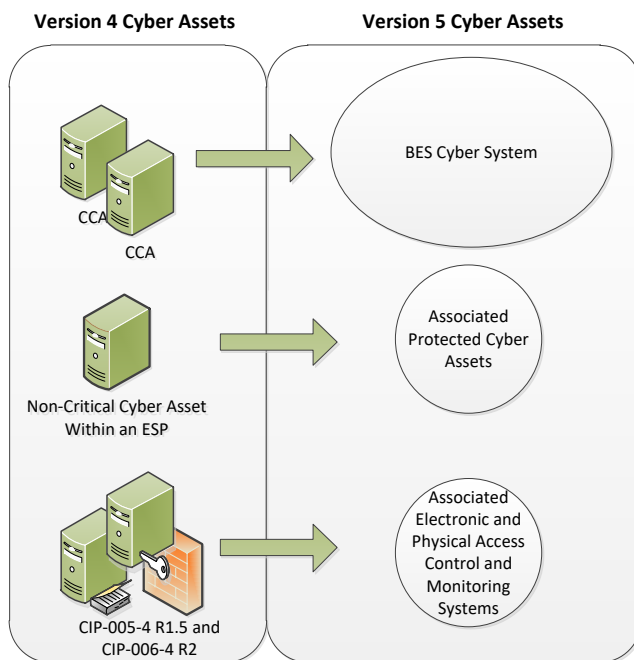 Version 4 Cyber Assets
Version 5 Cyber Assets
CCA
CCA
BES Cyber System
Non-Critical Cyber Asset
Within an ESP
Associated
Protected Cyber
Assets
CIP-005-4 R1.5 and
CIP-006-4 R2
Associated
Electronic and
Physical Access
Control and
Monitoring
Systems